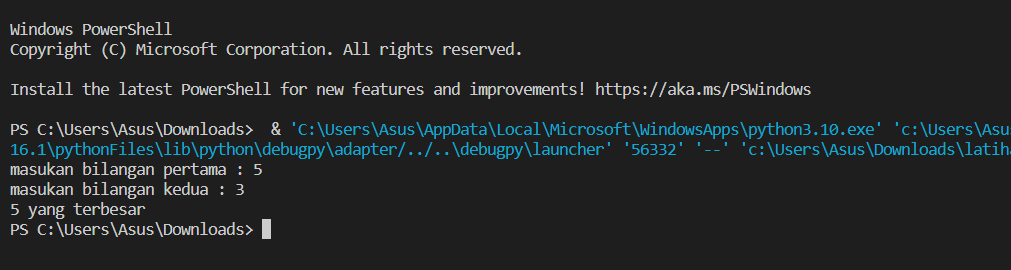 Windows PowerShell
Copyright (C) Microsoft Corporation. All rights reserved.
Install the latest PowerShell for new features and improvements! https://aka.ms/PSWindows
PS C:\Users\Asus\Downloads>  & 'C:\Users\Asus\AppData\Local\Microsoft\WindowsApps\python3.10.exe' 'c:\Users\Asu
16.1\pythonFiles\lib\python\debugpy\adapter/../..\debugpy\launcher' '56332' '--' 'c:\Users\Asus\Downloads\latiha
masukan bilangan pertama : 5
masukan bilangan kedua : 3
5 yang terbesar
PS C:\Users\Asus\Downloads>